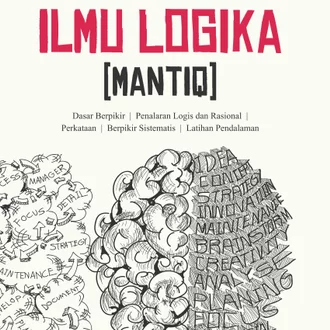 ILMU LOGIKA
[MANTIQ]
Dasar Berpikir | Penalaran Logis dan Rasional |
Perkataan | Berpikir Sistematis | Latihan Pendalaman
MANAGER
FOCUS
DETAIL
STRATEGY
MAINTENANCE
DOCUMENT
IDEA
CONCEPT
STRATEGY
INNOVATION
MAINTENANCE
BRAINSTORM
CREATIVITY
ANALYSE
PLANNING